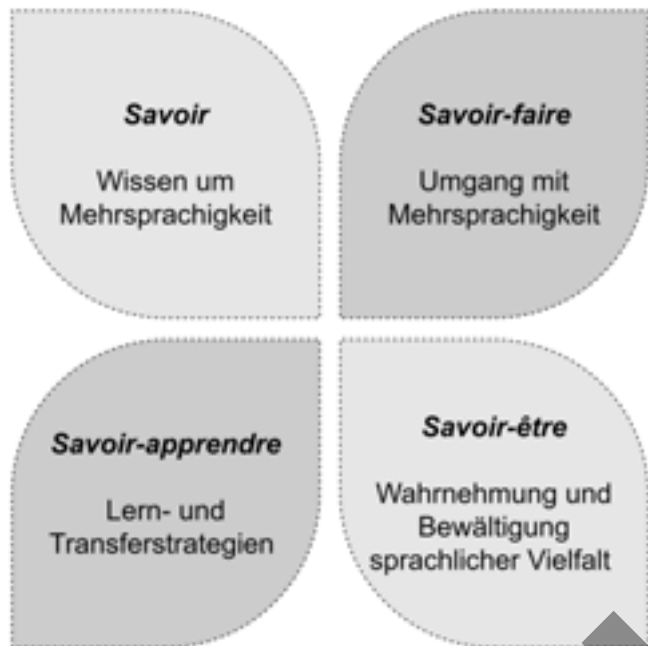 Savoir
Wissen um
Mehrsprachigkeit
Savoir-faire
Umgang mit
Mehrsprachigkeit
Savoir-apprendre
Lern- und
Transferstrategien
Savoir-être
Wahrnehmung und
Bewältigung
sprachlicher Vielfalt